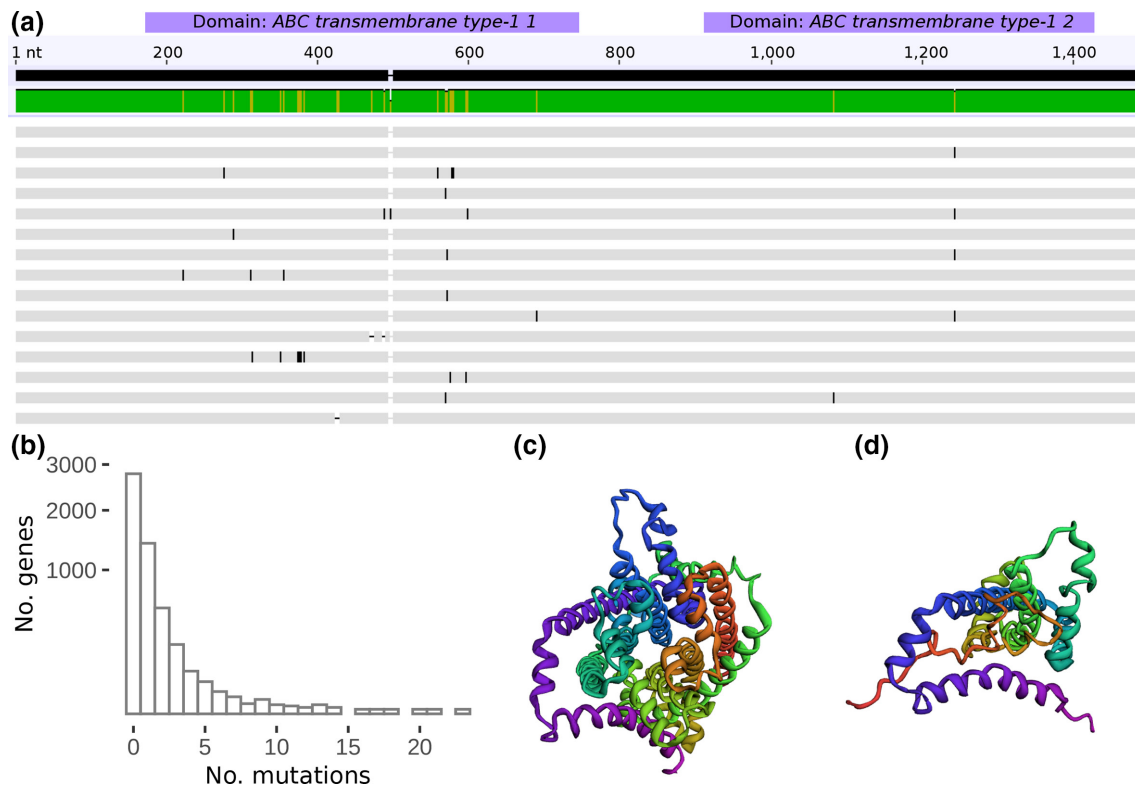 (a) Domain: ABC transmembrane type-1 1 Domain: ABC transmembrane type-1 2
1 nt 200 400 600 800 1,000 1,200 1,400
(b) (c) (d)
3000
2000
1000
No. genes
0 5 10 15 20
No. mutations